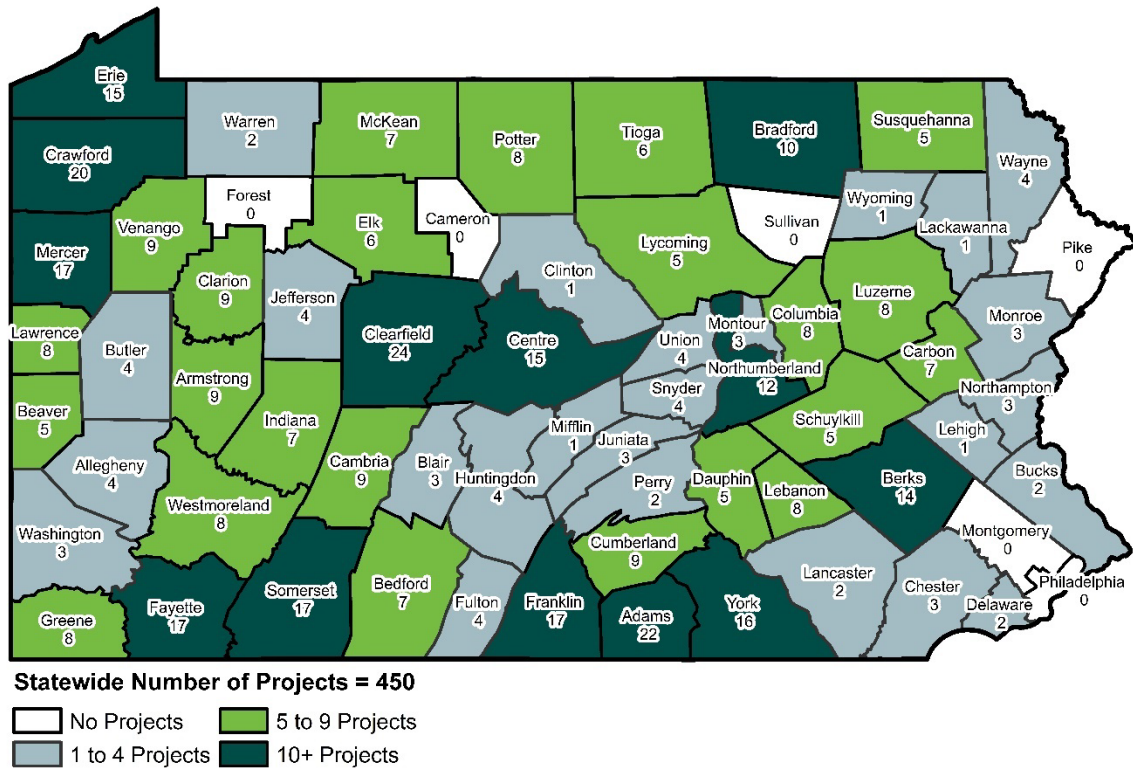 Erie
15
Warren
2
McKean
7
Potter
8
Tioga
6
Bradford
10
Susquehanna
5
Wayne
4
Crawford
20
Forest
0
Venango
9
Elk
6
Cameron
0
Lycoming
5
Sullivan
0
Wyoming
1
Lackawanna
1
Pike
0
Mercer
17
Clarion
9
Jefferson
4
Clinton
1
Clearfield
24
Centre
15
Union
4
Montour
3
Columbia
8
Luzerne
8
Monroe
3
Lawrence
8
Butler
4
Armstrong
9
Northumberland
12
Carbon
7
Northampton
3
Snyder
4
Beaver
5
Indiana
7
Mifflin
1
Juniata
3
Schuylkill
5
Lehigh
1
Allegheny
4
Cambria
9
Blair
3
Huntingdon
4
Perry
2
Dauphin
5
Lebanon
8
Berks
14
Bucks
2
Westmoreland
8
Washington
3
Cumberland
9
Montgomery
0
Somerset
17
Bedford
7
Fulton
4
Franklin
17
Adams
22
York
16
Lancaster
2
Chester
3
Delaware
2
Philadelphia
0
Greene
8
Fayette
17
Statewide Number of Projects = 450
No Projects
5 to 9 Projects
1 to 4 Projects
10+ Projects